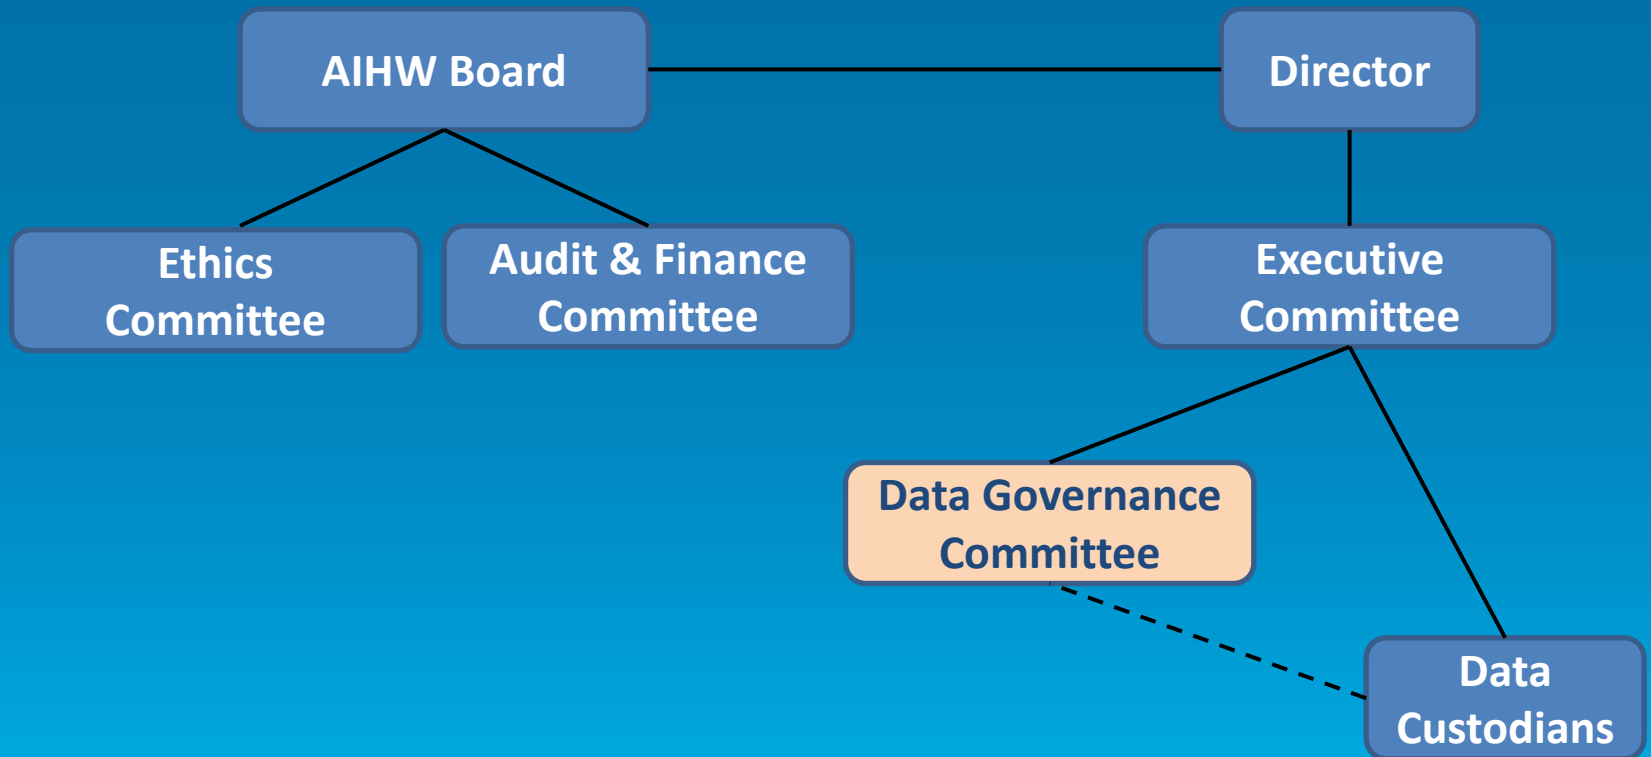 AIHW Board
Director
Ethics
Committee
Audit & Finance
Committee
Executive
Committee
Data Governance
Committee
Data
Custodians